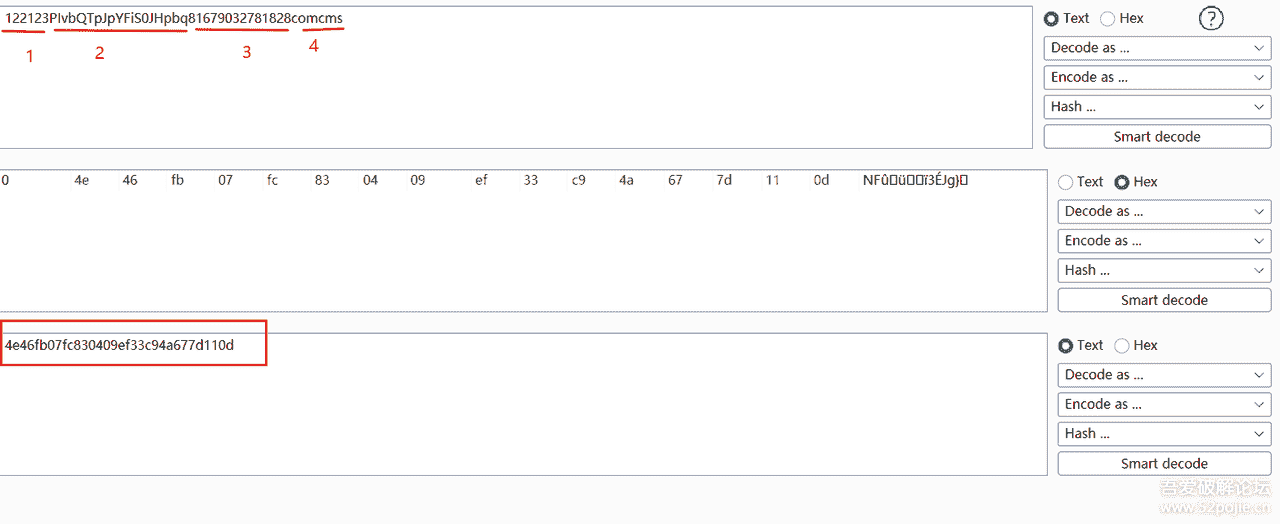 122123PIvbQTpJpYFiS0JHpbq81679032781828comcms
1 2 3 4
Text Hex ?
Decode as ...
Encode as ...
Hash ...
Smart decode
0 4e 46 fb 07 fc 83 04 09 ef 33 c9 4a 67 7d 11 0d NFû□ü□□ï3ÉJg}□
Text Hex
Decode as ...
Encode as ...
Hash ...
Smart decode
4e46fb07fc830409ef33c94a677d110d
Text Hex
Decode as ...
Encode as ...
Hash ...
Smart decode
吾爱破解论坛
www.52pojie.cn